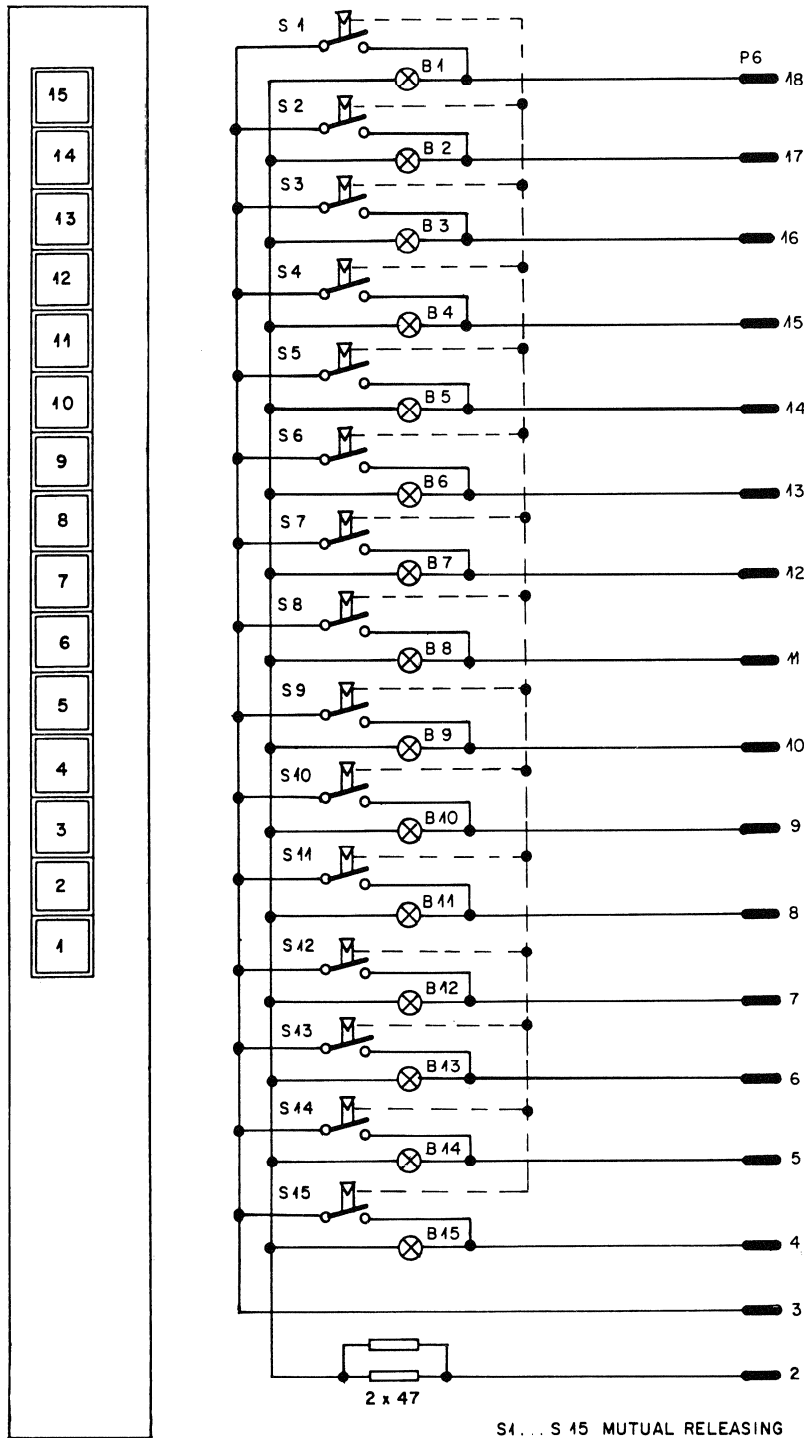 15
14
13
12
11
10
9
8
7
6
5
4
3
2
1
P6
S 1
B 1
18
S 2
B 2
17
S 3
B 3
16
S 4
B 4
15
S 5
B 5
14
S 6
B 6
13
S 7
B 7
12
S 8
B 8
11
S 9
B 9
10
S 10
B 10
9
S 11
B 11
8
S 12
B 12
7
S 13
B 13
6
S 14
B 14
5
S 15
B 15
4
3
2
2 x 47
S1... S 15 MUTUAL RELEASING